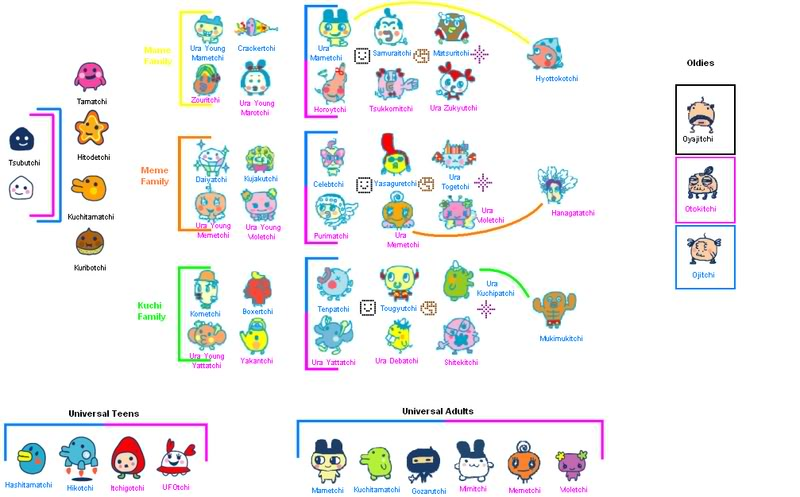 Mame
Family
Ura Young
Mametchi
Crackertchi
Zouritchi
Ura Young
Marotchi
Ura
Mametchi
Samuraitchi
Matsuritchi
Horoytchi
Tsukkomitchi
Ura Zukyutchi
Hyottokotchi
Oldies
Oyajitchi
Otokitchi
Ojitchi
Tamatchi
Hitodetchi
Kuchitamatchi
Kuribotchi
Tsubutchi
Meme
Family
Daiyatchi
Kujakutchi
Ura Young
Memetchi
Ura Young
Violetchi
Celebtchi
Yasaguretchi
Ura
Togetchi
Purimatchi
Ura
Memetchi
Ura
Violetchi
Hanagatatchi
Kuchi
Family
Kometchi
Boxertchi
Ura Young
Yattatchi
Yakantchi
Tenpatchi
Tougyutchi
Ura
Kuchipatchi
Ura Yattatchi
Ura Debatchi
Shitekitchi
Mukimukitchi
Universal Teens
Hashitamatchi
Hikotchi
Itchigotchi
UFOtchi
Universal Adults
Mametchi
Kuchitamatchi
Gozarutchi
Mimitchi
Memetchi
Violetchi